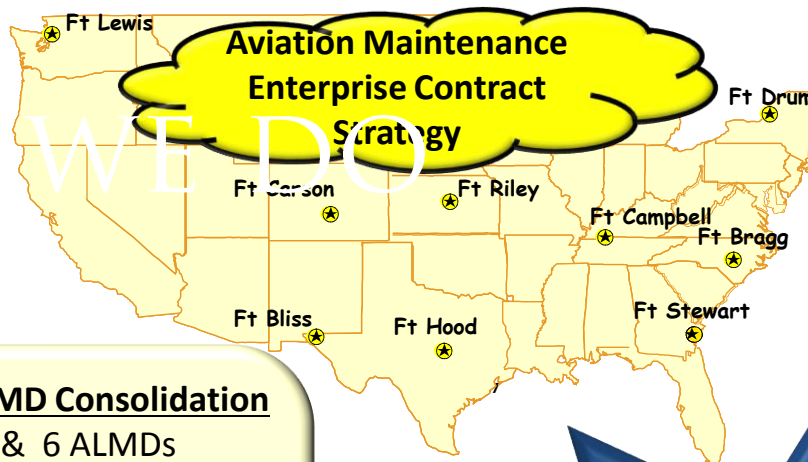 Ft Lewis
Aviation Maintenance
Enterprise Contract
Strategy
Ft Drum
WE DO
Ft Carson
Ft Riley
Ft Campbell
Ft Bragg
Ft Bliss
Ft Hood
Ft Stewart
MD Consolidation
& 6 ALMDs